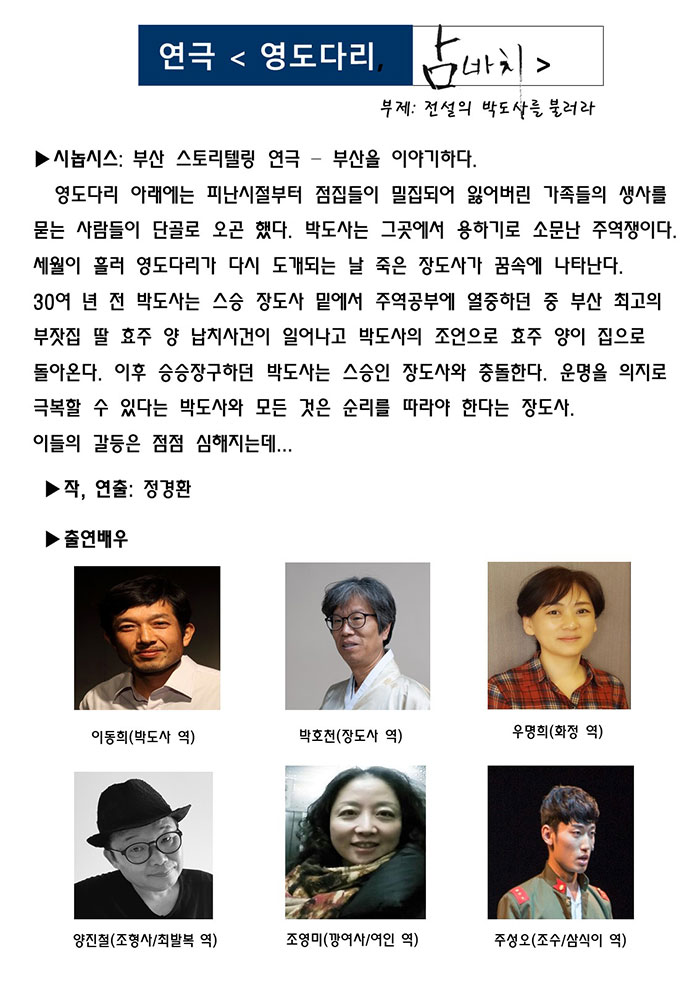 연극 < 영도다리, 점바치 >
부제: 전설의 박도사를 불러라
▶시놉시스: 부산 스토리텔링 연극 – 부산을 이야기하다.
영도다리 아래에는 피난시절부터 점집들이 밀집되어 잃어버린 가족들의 생사를
묻는 사람들이 단골로 오곤 했다. 박도사는 그곳에서 용하기로 소문난 주역쟁이다.
세월이 흘러 영도다리가 다시 도개되는 날 죽은 장도사가 꿈속에 나타난다.
30여 년 전 박도사는 스승 장도사 밑에서 주역공부에 열중하던 중 부산 최고의
부잣집 딸 효주 양 납치사건이 일어나고 박도사의 조언으로 효주 양이 집으로
돌아온다. 이후 승승장구하던 박도사는 스승인 장도사와 충돌한다. 운명을 의지로
극복할 수 있다는 박도사와 모든 것은 순리를 따라야 한다는 장도사.
이들의 갈등은 점점 심해지는데...
▶작, 연출: 정경환
▶출연배우
이동희(박도사 역)
박호천(장도사 역)
우명희(화정 역)
양진철(조형사/최발복 역)
조영미(깡여사/여인 역)
주성오(조수/삼식이 역)